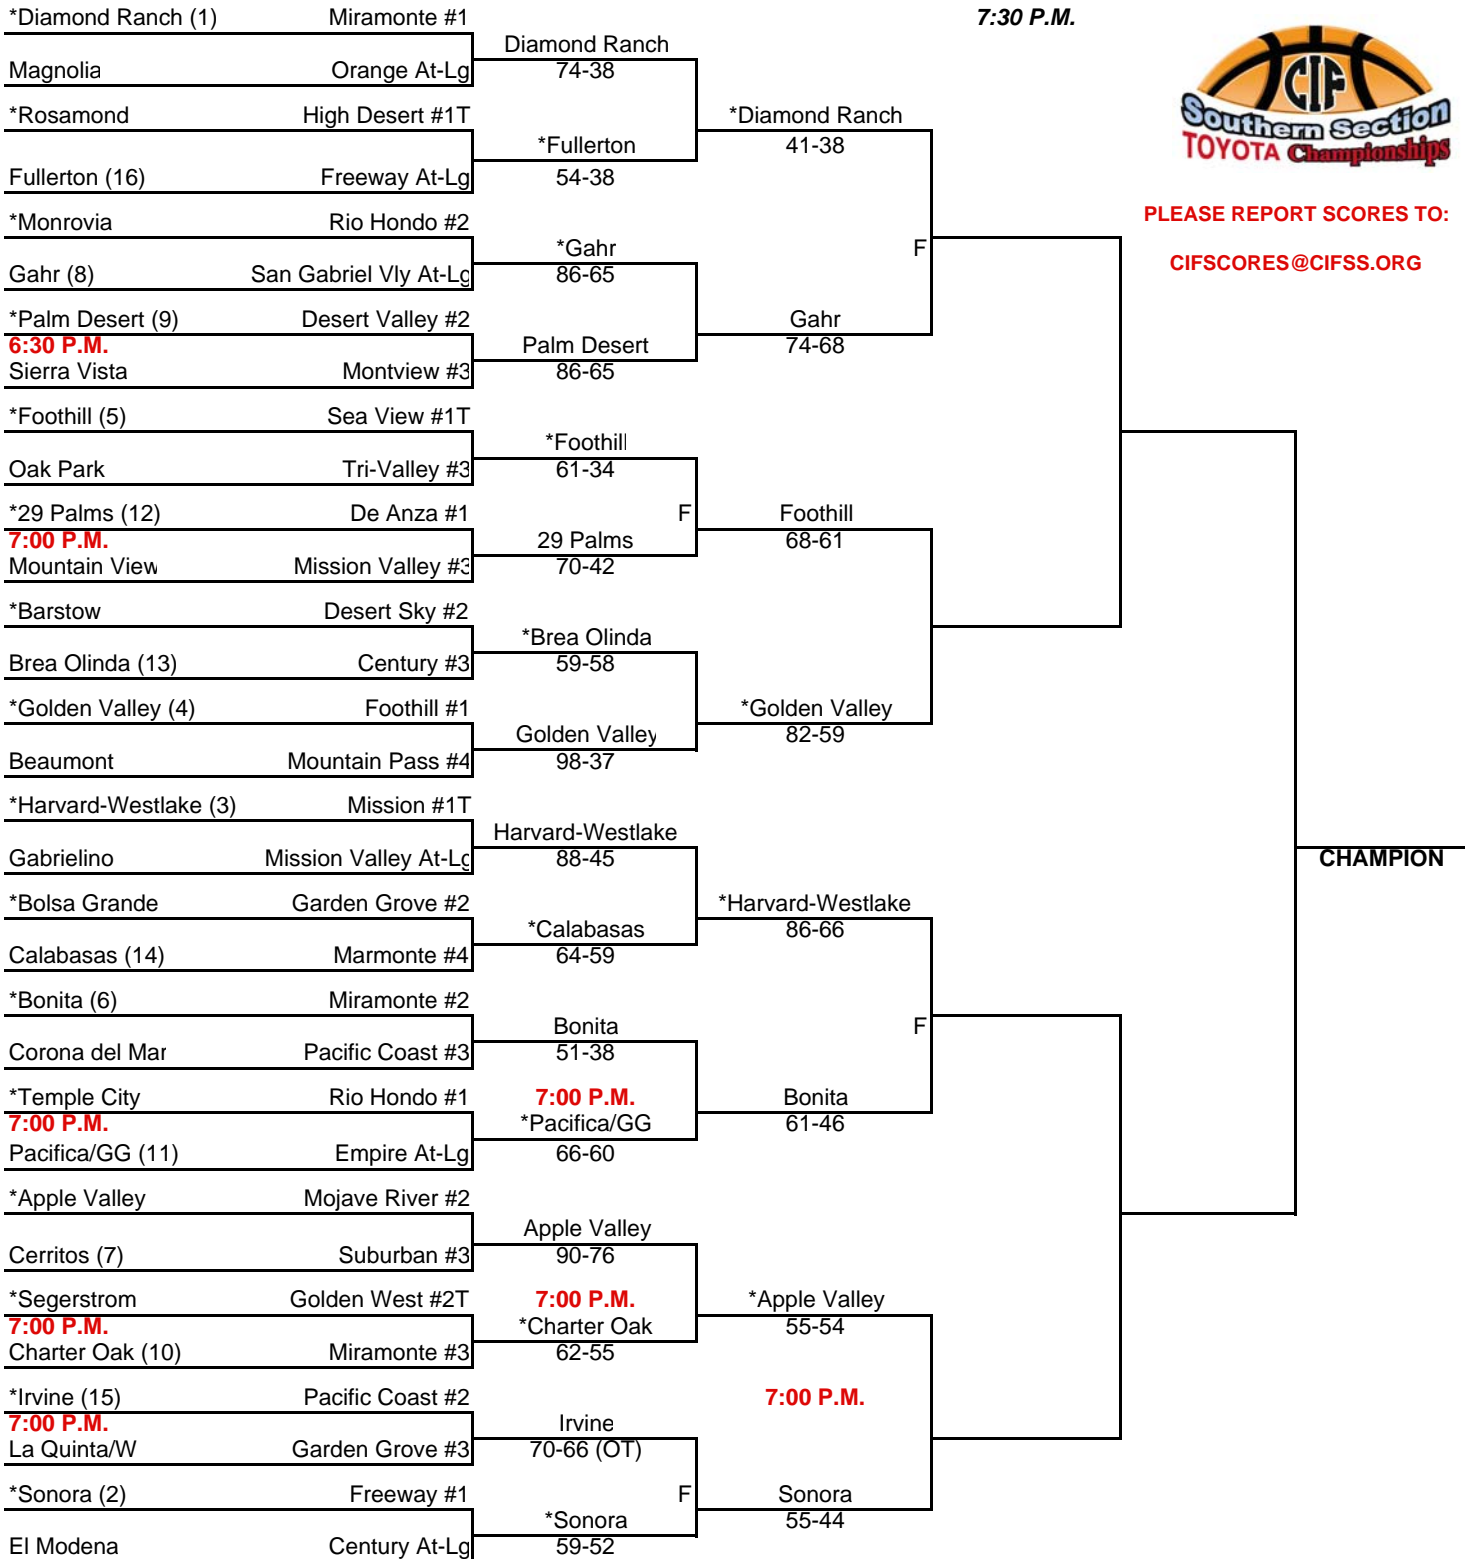 *Diamond Ranch (1) Miramonte #1
7:30 P.M.
Diamond Ranch
Magnolia Orange At-Lg
74-38
*Rosamond High Desert #1T
*Diamond Ranch
*Fullerton
41-38
Fullerton (16) Freeway At-Lg
54-38
CIF
Southern Section
TOYOTA Championships
PLEASE REPORT SCORES TO:
CIFSCORES@CIFSS.ORG
*Monrovia Rio Hondo #2
*Gahr
F
Gahr (8) San Gabriel Vly At-Lg
86-65
*Palm Desert (9) Desert Valley #2
Gahr
6:30 P.M.
Palm Desert
74-68
Sierra Vista Montview #3
86-65
*Foothill (5) Sea View #1T
*Foothill
Oak Park Tri-Valley #3
61-34
*29 Palms (12) De Anza #1
F
Foothill
7:00 P.M.
29 Palms
68-61
Mountain View Mission Valley #3
70-42
*Barstow Desert Sky #2
*Brea Olinda
Brea Olinda (13) Century #3
59-58
*Golden Valley (4) Foothill #1
*Golden Valley
Golden Valley
82-59
Beaumont Mountain Pass #4
98-37
*Harvard-Westlake (3) Mission #1T
Harvard-Westlake
Gabrielino Mission Valley At-Lg
88-45
CHAMPION
*Bolsa Grande Garden Grove #2
*Harvard-Westlake
*Calabasas
86-66
Calabasas (14) Marmonte #4
64-59
*Bonita (6) Miramonte #2
Bonita
F
Corona del Mar Pacific Coast #3
51-38
*Temple City Rio Hondo #1
7:00 P.M.
Bonita
7:00 P.M.
*Pacifica/GG
61-46
Pacifica/GG (11) Empire At-Lg
66-60
*Apple Valley Mojave River #2
Apple Valley
Cerritos (7) Suburban #3
90-76
*Segerstrom Golden West #2T
7:00 P.M.
*Apple Valley
7:00 P.M.
*Charter Oak
55-54
Charter Oak (10) Miramonte #3
62-55
*Irvine (15) Pacific Coast #2
7:00 P.M.
7:00 P.M.
Irvine
La Quinta/W Garden Grove #3
70-66 (OT)
*Sonora (2) Freeway #1
F
Sonora
*Sonora
55-44
El Modena Century At-Lg
59-52